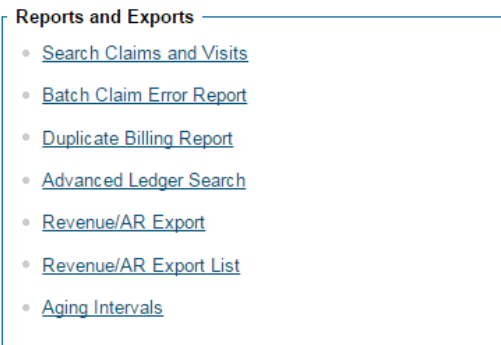 Reports and Exports
Search Claims and Visits
Batch Claim Error Report
Duplicate Billing Report
Advanced Ledger Search
Revenue/AR Export
Revenue/AR Export List
Aging Intervals